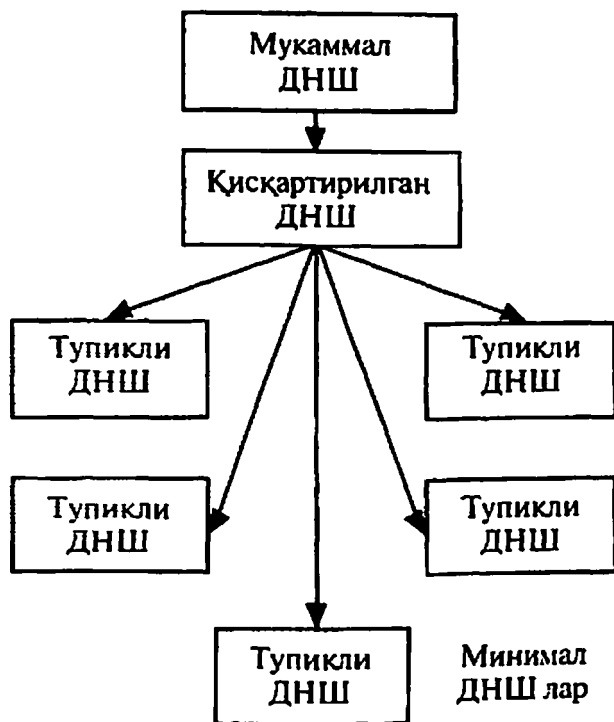 Мукаммал
ДНШ
Қисқартирилган
ДНШ
Тупикли
ДНШ
Тупикли
ДНШ
Тупикли
ДНШ
Тупикли
ДНШ
Тупикли
ДНШ
Минимал
ДНШ лар